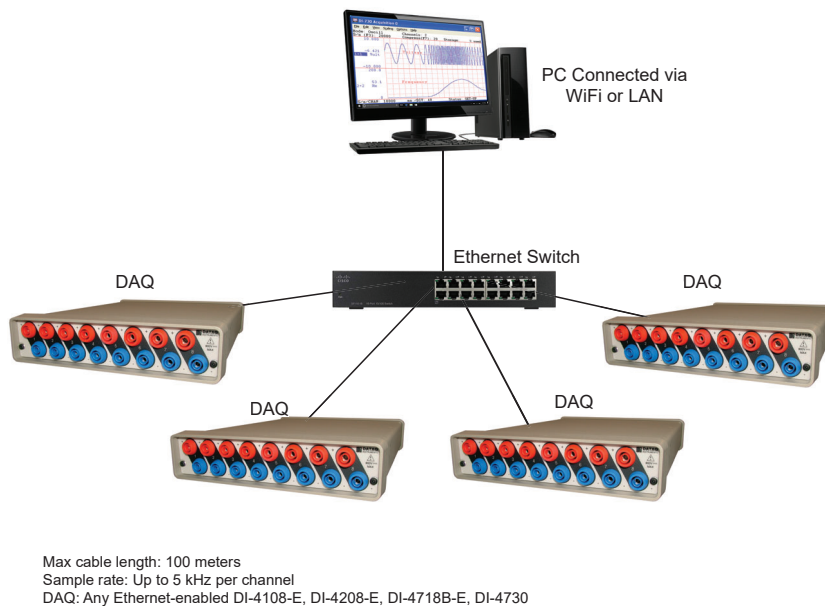 PC Connected via
WiFi or LAN
Ethernet Switch
DAQ
DAQ
DAQ
DAQ
Max cable length: 100 meters
Sample rate: Up to 5 kHz per channel
DAQ: Any Ethernet-enabled DI-4108-E, DI-4208-E, DI-4718B-E, DI-4730